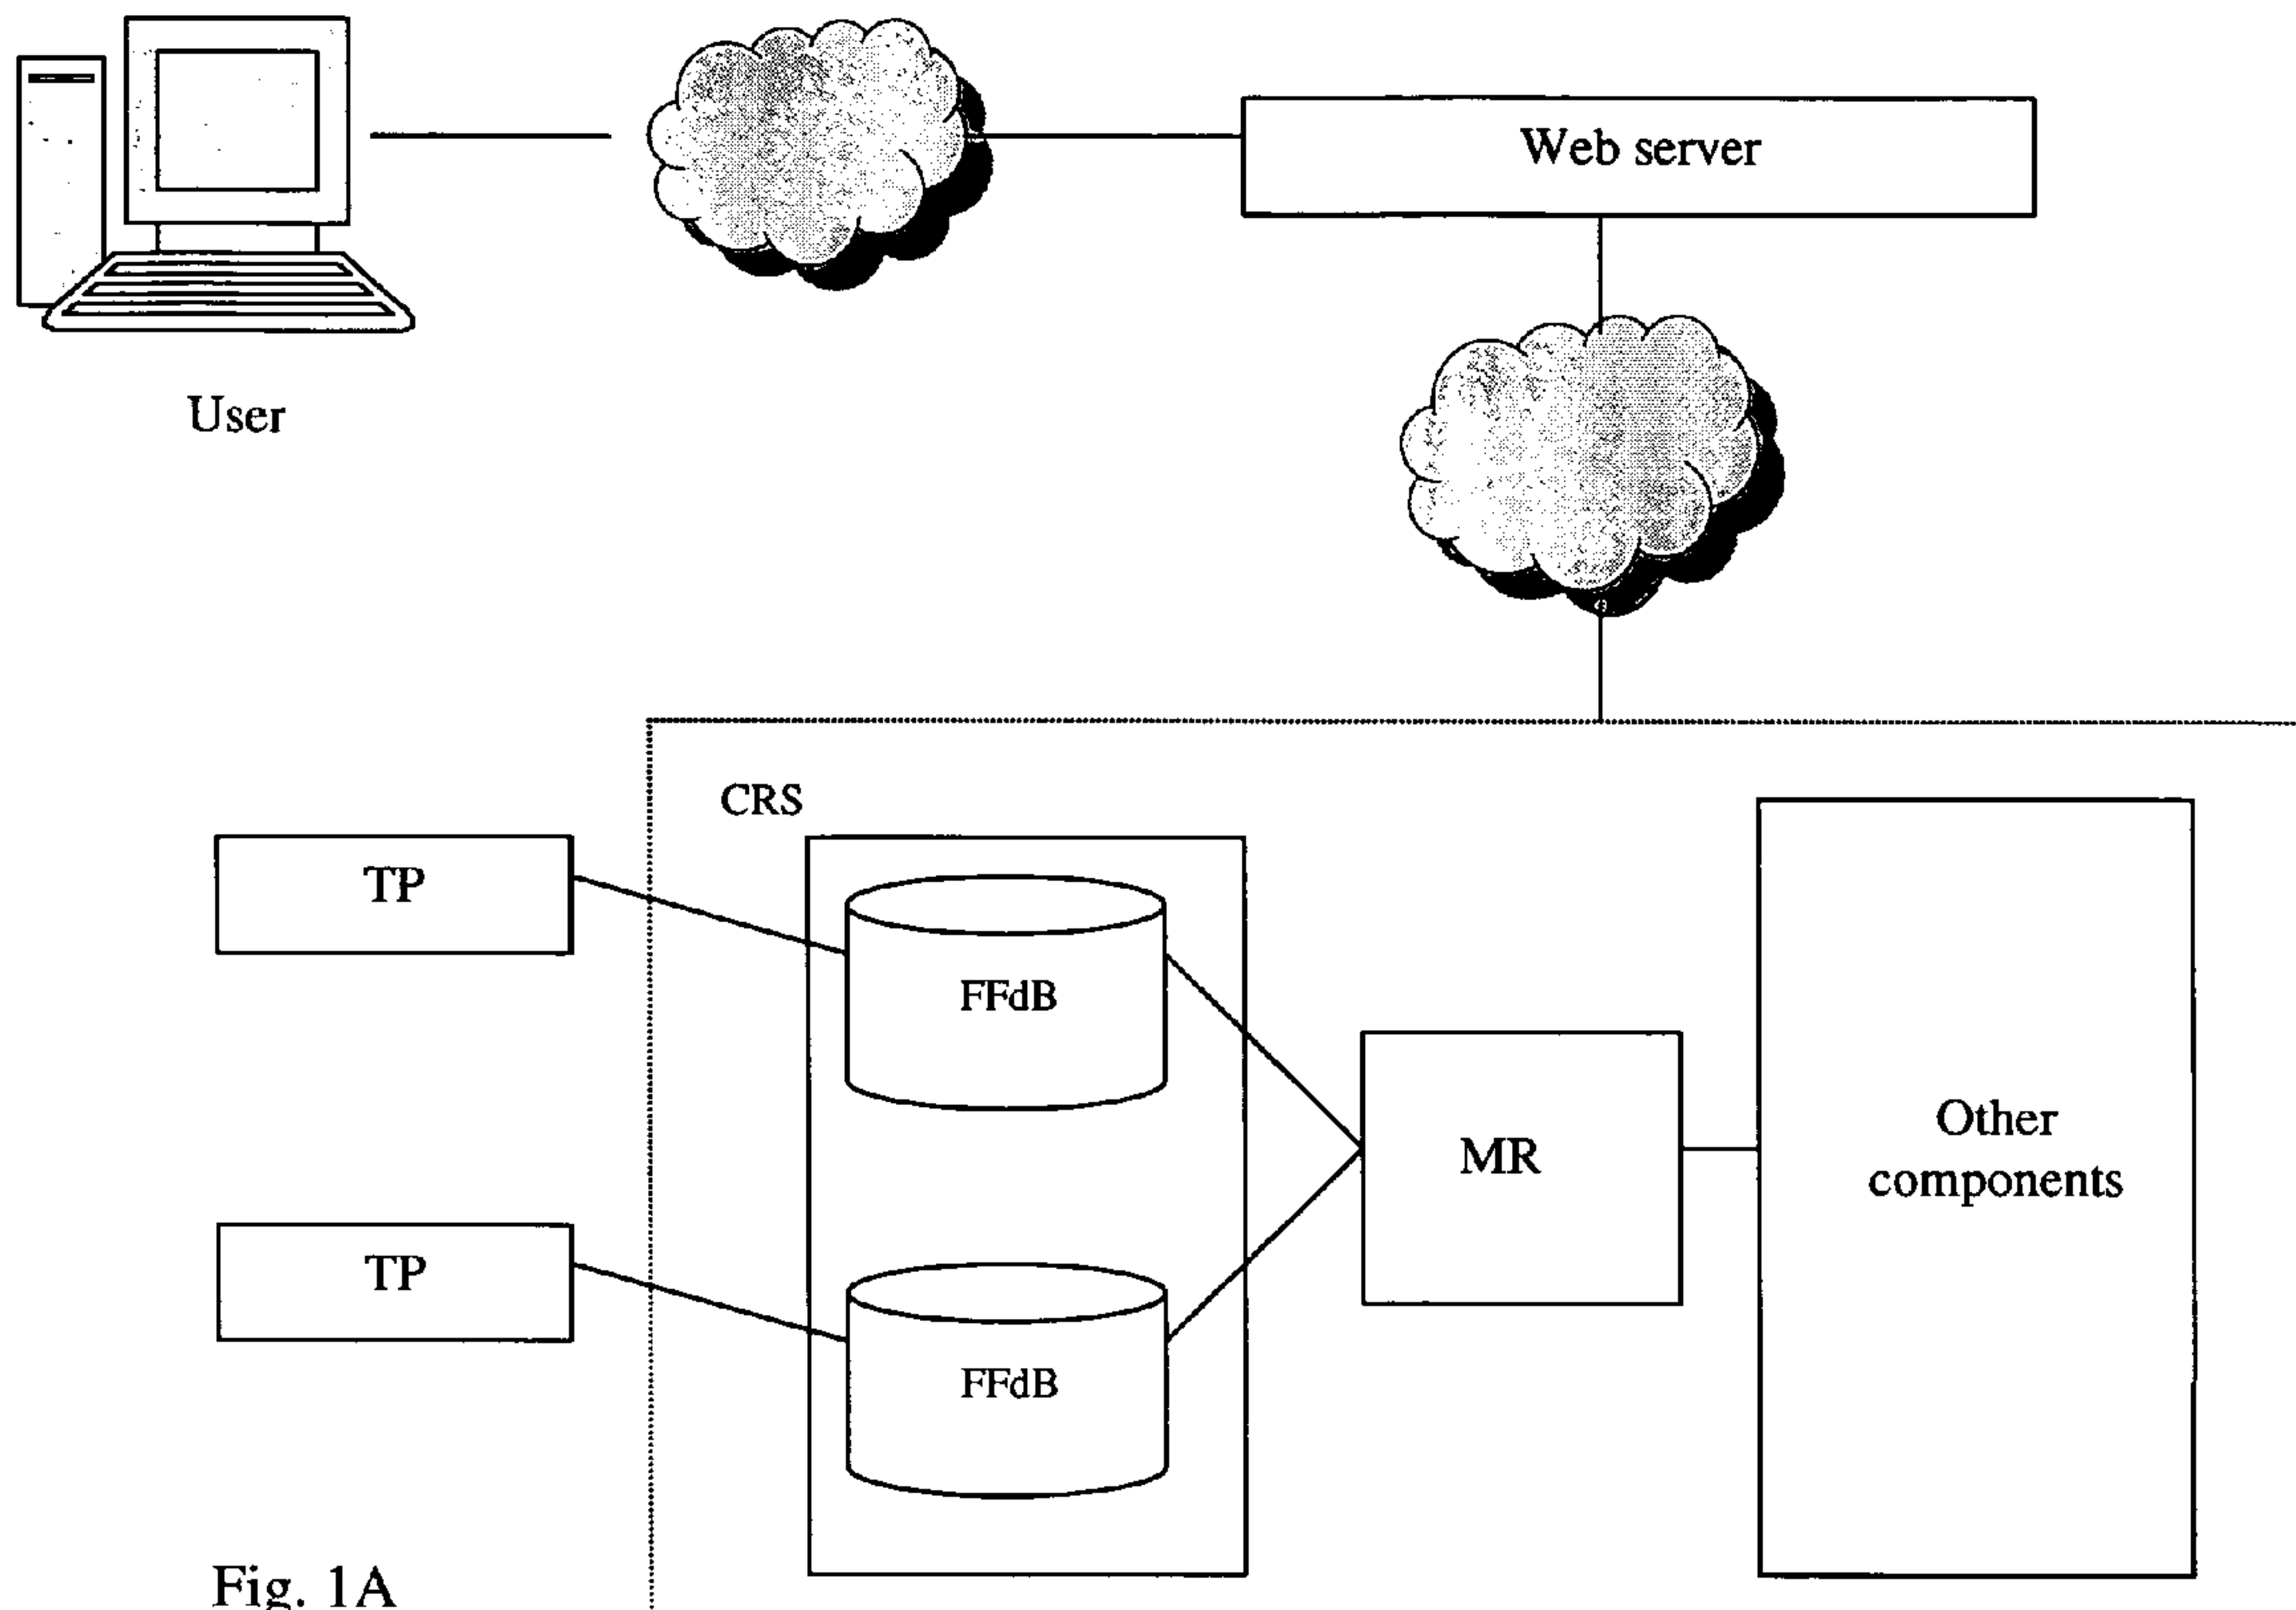 Web server
User
CRS
TP
FFdB
MR
Other
components
TP
FFdB
Fig. 1A